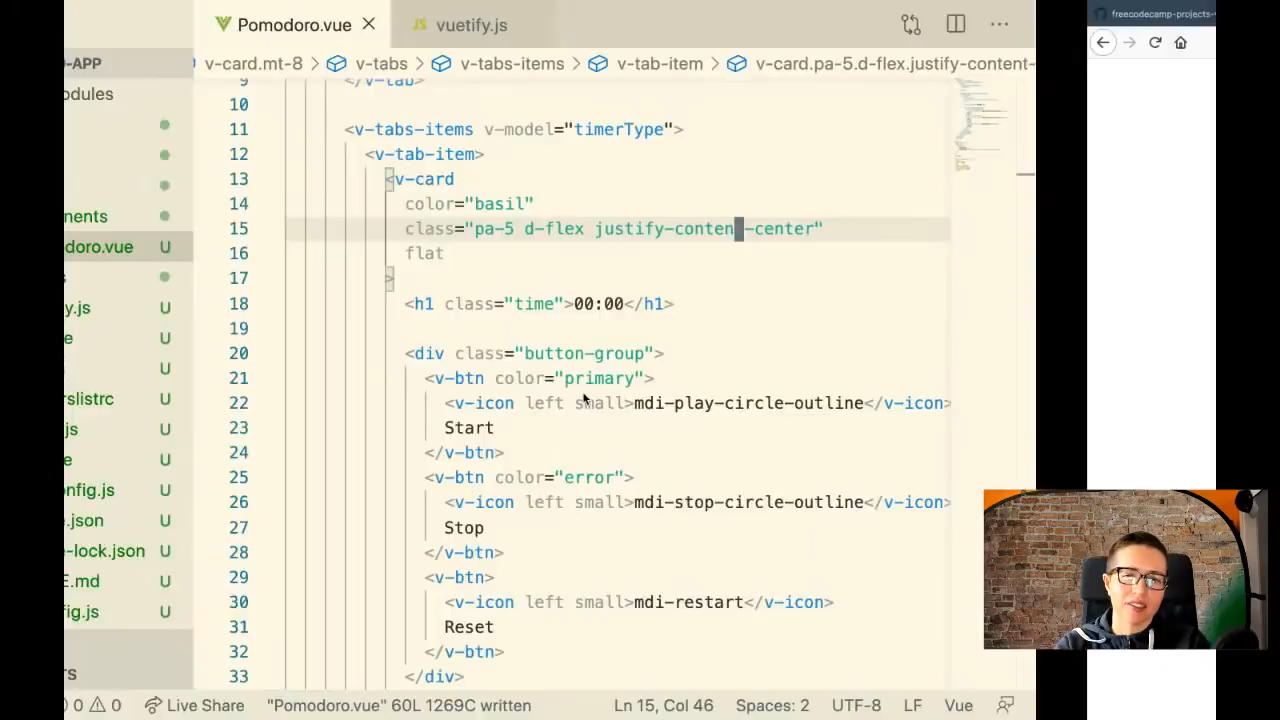 Pomodoro.vue
JS vuetify.js
freecodecamp-projects-
O-APP
v-card.mt-8 > v-tabs > v-tabs-items > v-tab-item > v-card.pa-5.d-flex.justify-content-
odules
nents
doro.vue
y.js U
U
rslistrc U
js U
U
nfig.js U
e.json U
e-lock.json U
E.md U
fig.js U
9 </v-tab>
10
11 <v-tabs-items v-model="timerType">
12 <v-tab-item>
13 <v-card
14 color="basil"
15 class="pa-5 d-flex justify-conten -center"
16 flat
17 >
18 <h1 class="time">00:00</h1>
19
20 <div class="button-group">
21 <v-btn color="primary">
22 <v-icon left small>mdi-play-circle-outline</v-icon>
23 Start
24 </v-btn>
25 <v-btn color="error">
26 <v-icon left small>mdi-stop-circle-outline</v-icon>
27 Stop
28 </v-btn>
29 <v-btn>
30 <v-icon left small>mdi-restart</v-icon>
31 Reset
32 </v-btn>
33 </div>
0 0 Live Share "Pomodoro.vue" 60L 1269C written Ln 15, Col 46 Spaces: 2 UTF-8 LF Vue